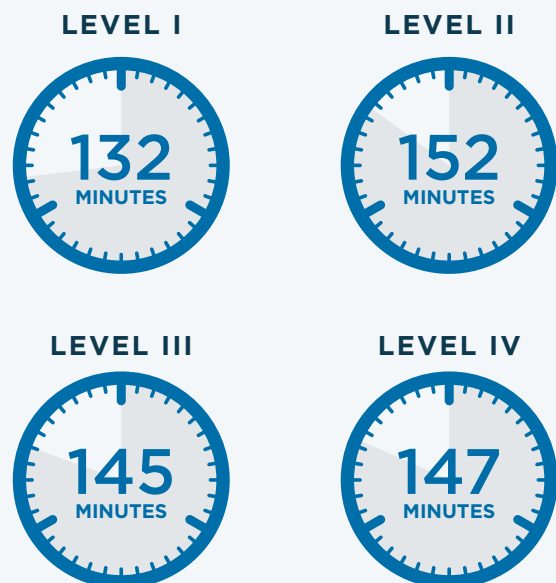 LEVEL I
132
MINUTES
LEVEL II
152
MINUTES
LEVEL III
145
MINUTES
LEVEL IV
147
MINUTES